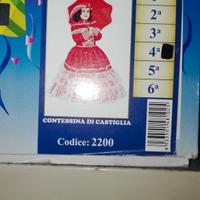 2ª
3ª
4ª
5ª
6ª
CONTESSINA DI CASTIGLIA
Codice: 2200